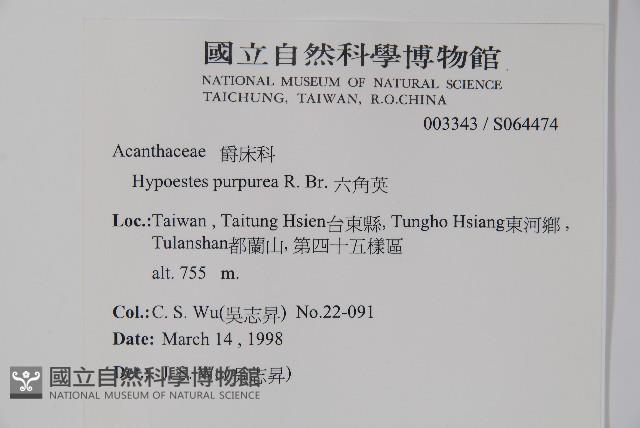 國立自然科學博物館
NATIONAL MUSEUM OF NATURAL SCIENCE
TAICHUNG, TAIWAN, R.O.CHINA
003343 / S064474
Acanthaceae 爵床科
Hypoestes purpurea R. Br. 六角英
Loc.:Taiwan , Taitung Hsien台東縣, Tungho Hsiang東河鄉 ,
Tulanshan都蘭山, 第四十五樣區
alt. 755 m.
Col.:C. S. Wu(吳志昇) No.22-091
Date: March 14 , 1998
志昇)
國立自然科學博物館
NATIONAL MUSEUM OF NATURAL SCIENCE